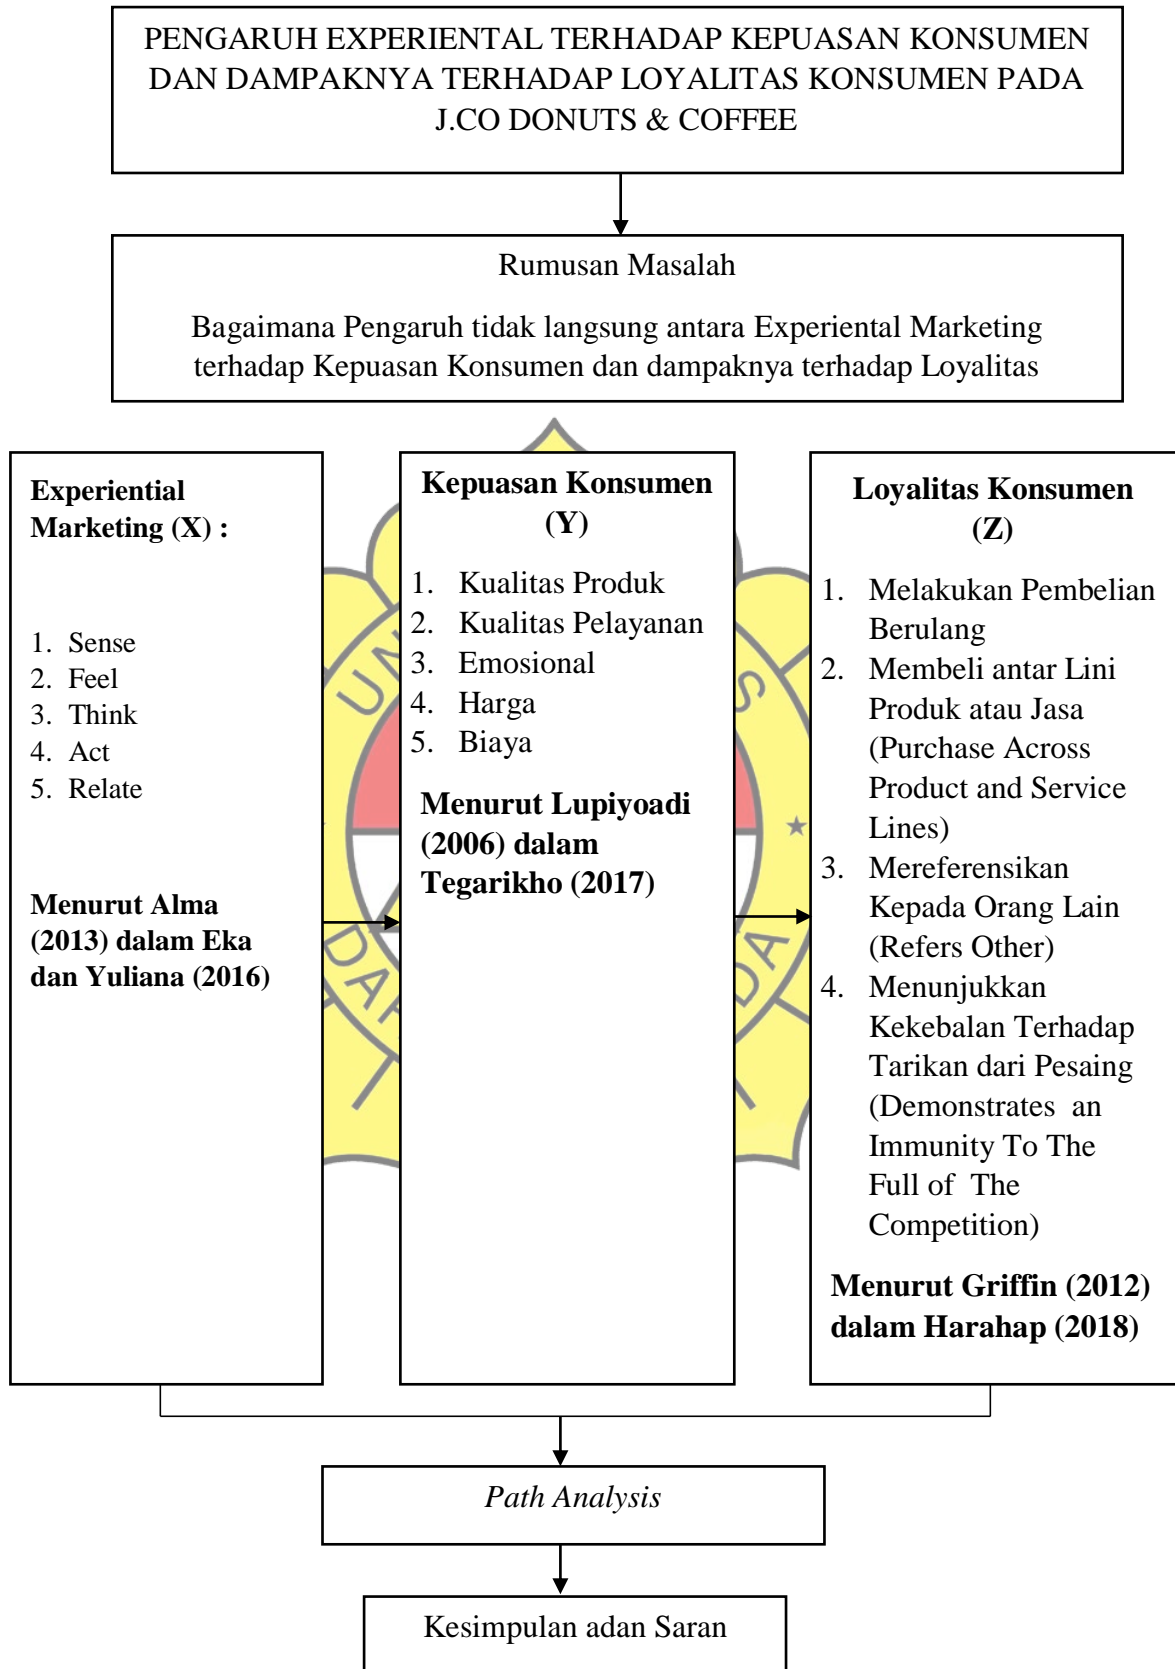 PENGARUH EXPERIENTAL TERHADAP KEPUASAN KONSUMEN
DAN DAMPAKNYA TERHADAP LOYALITAS KONSUMEN PADA
J.CO DONUTS & COFFEE
Rumusan Masalah
Bagaimana Pengaruh tidak langsung antara Experiental Marketing
terhadap Kepuasan Konsumen dan dampaknya terhadap Loyalitas
Experiential
Marketing (X) :
1. Sense
2. Feel
3. Think
4. Act
5. Relate
Menurut Alma
(2013) dalam Eka
dan Yuliana (2016)
Kepuasan Konsumen
(Y)
1. Kualitas Produk
2. Kualitas Pelayanan
3. Emosional
4. Harga
5. Biaya
Menurut Lupiyoadi
(2006) dalam
Tegarikho (2017)
Loyalitas Konsumen
(Z)
1. Melakukan Pembelian
Berulang
2. Membeli antar Lini
Produk atau Jasa
(Purchase Across
Product and Service
Lines)
3. Mereferensikan
Kepada Orang Lain
(Refers Other)
4. Menunjukkan
Kekebalan Terhadap
Tarikan dari Pesaing
(Demonstrates an
Immunity To The
Full of The
Competition)
Menurut Griffin (2012)
dalam Harahap (2018)
Path Analysis
Kesimpulan adan Saran